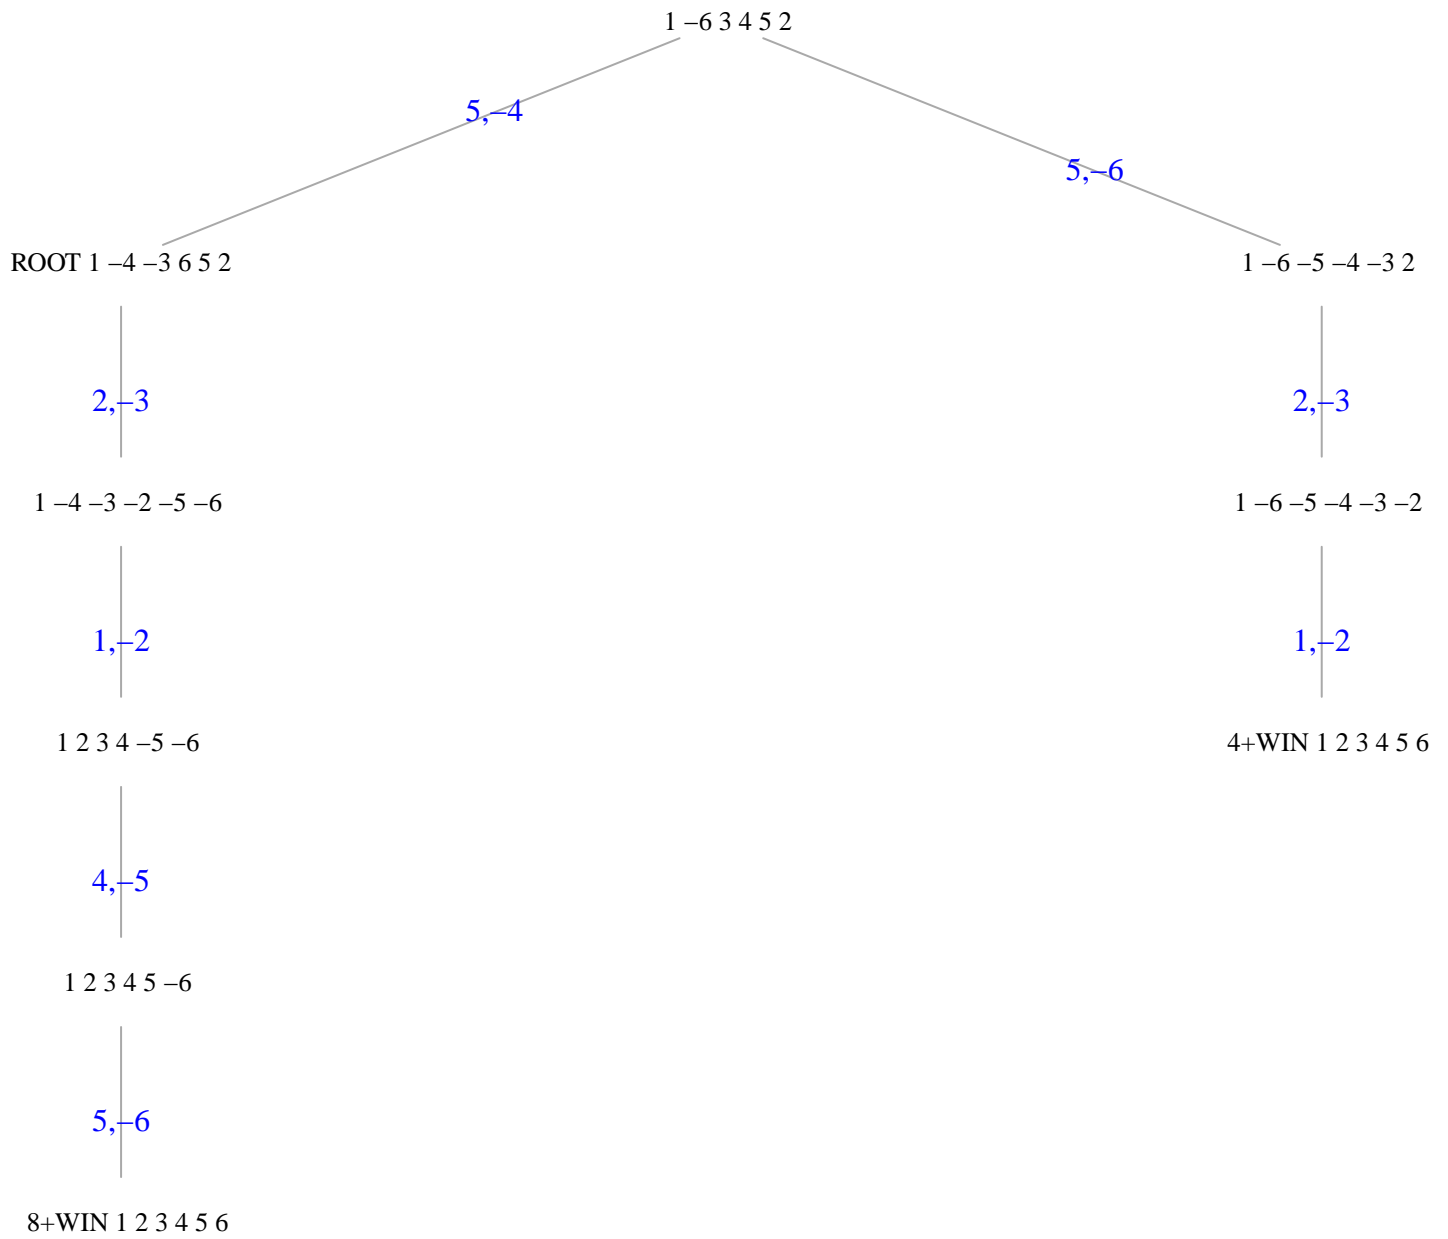 1 –6 3 4 5 2
5,–4
5,–6
ROOT 1 –4 –3 6 5 2
1 –6 –5 –4 –3 2
2,–3
2,–3
1 –4 –3 –2 –5 –6
1 –6 –5 –4 –3 –2
1,–2
1,–2
1 2 3 4 –5 –6
4+WIN 1 2 3 4 5 6
4,–5
1 2 3 4 5 –6
5,–6
8+WIN 1 2 3 4 5 6